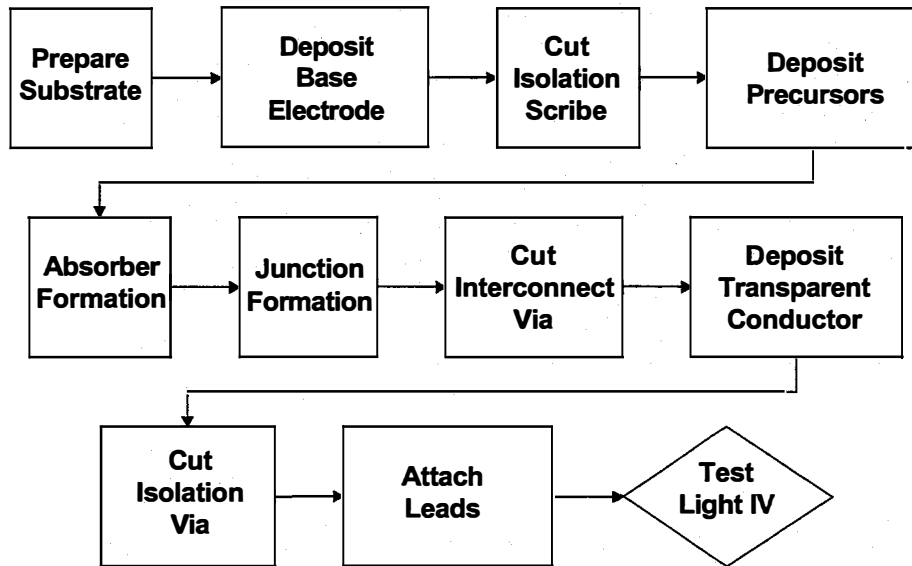 Prepare
Substrate
Deposit
Base
Electrode
Cut
Isolation
Scribe
Deposit
Precursors
Absorber
Formation
Junction
Formation
Cut
Interconnect
Via
Deposit
Transparent
Conductor
Cut
Isolation
Via
Attach
Leads
Test
Light IV